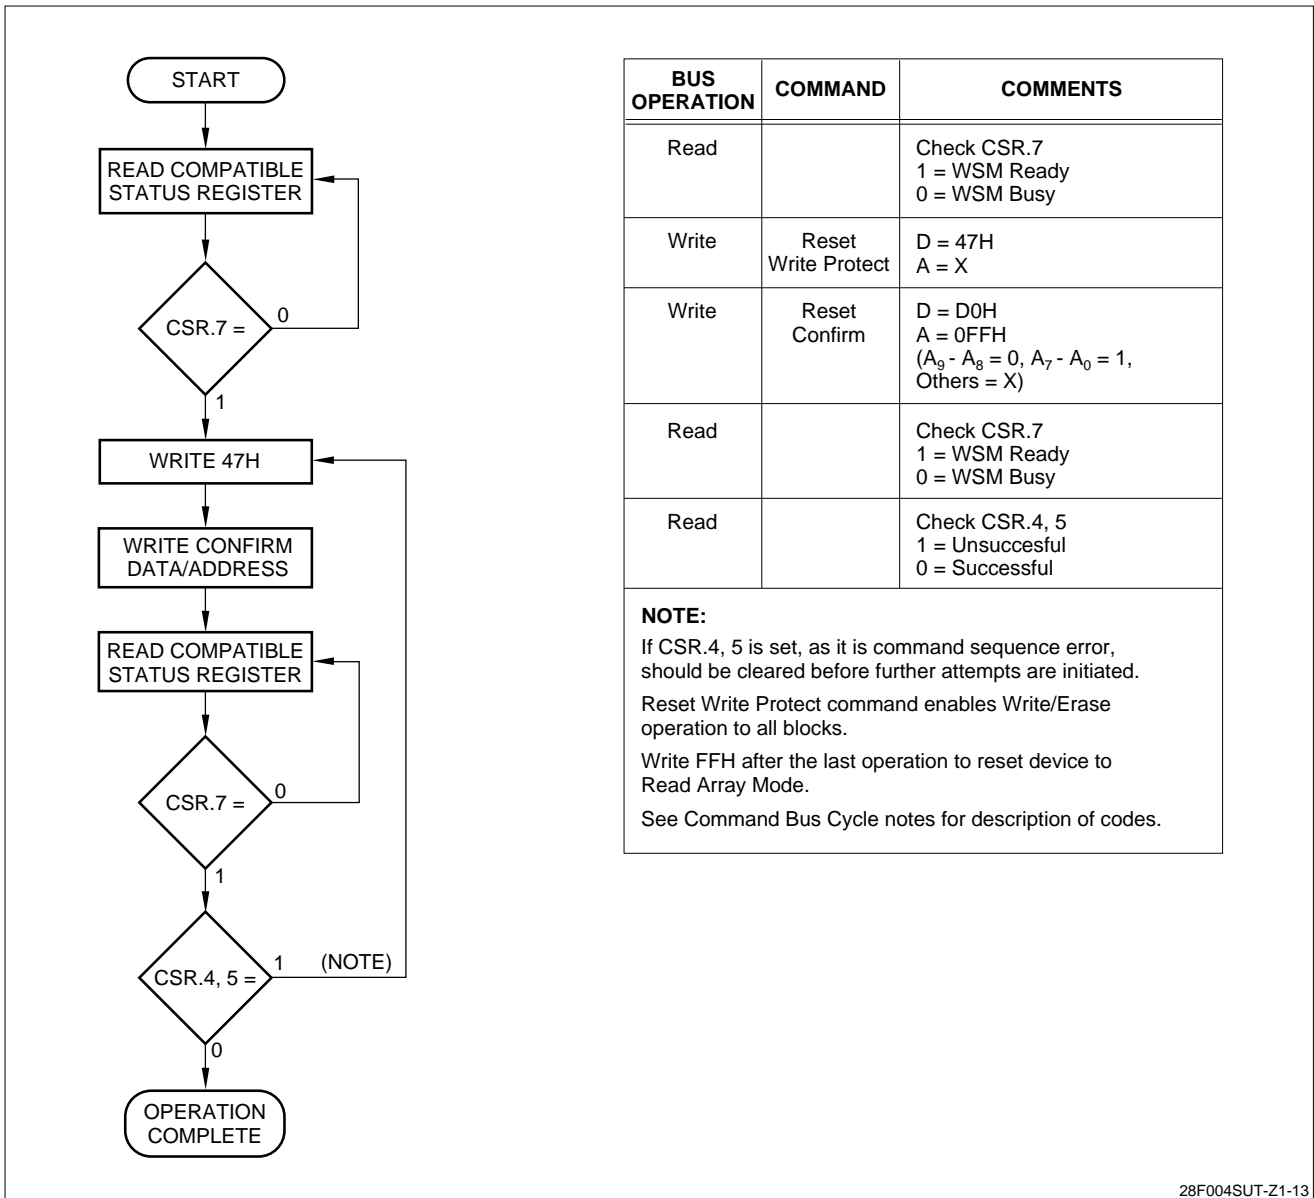 START
READ COMPATIBLE
STATUS REGISTER
CSR.7 =
0
1
WRITE 47H
WRITE CONFIRM
DATA/ADDRESS
READ COMPATIBLE
STATUS REGISTER
CSR.7 =
0
1
CSR.4, 5 =
1 (NOTE)
0
OPERATION
COMPLETE
BUS
OPERATION
COMMAND
COMMENTS
Read
Check CSR.7
1 = WSM Ready
0 = WSM Busy
Write
Reset
Write Protect
D = 47H
A = X
Write
Reset
Confirm
D = D0H
A = 0FFH
(A9 - A8 = 0, A7 - A0 = 1,
Others = X)
Read
Check CSR.7
1 = WSM Ready
0 = WSM Busy
Read
Check CSR.4, 5
1 = Unsuccesful
0 = Successful
NOTE:
If CSR.4, 5 is set, as it is command sequence error,
should be cleared before further attempts are initiated.
Reset Write Protect command enables Write/Erase
operation to all blocks.
Write FFH after the last operation to reset device to
Read Array Mode.
See Command Bus Cycle notes for description of codes.
28F004SUT-Z1-13